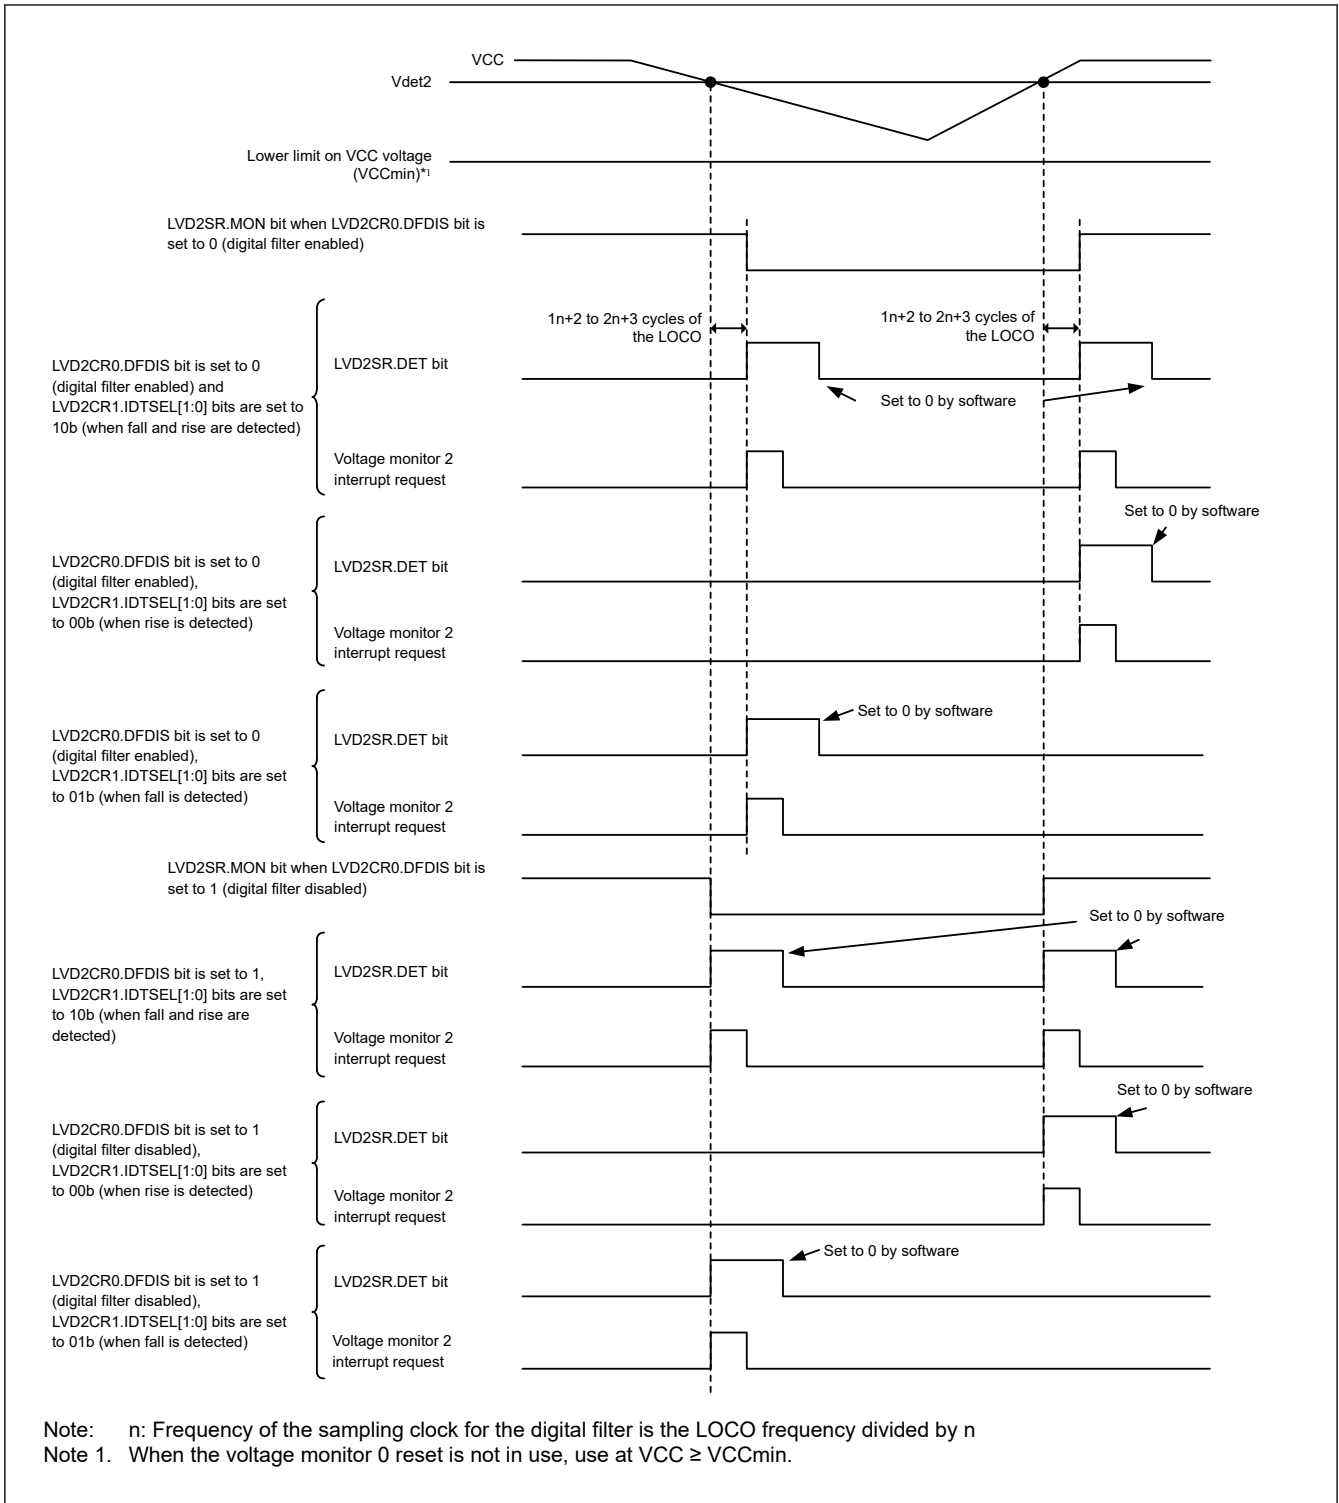 VCC
Vdet2
Lower limit on VCC voltage
(VCCmin)*1
LVD2SR.MON bit when LVD2CR0.DFDIS bit is
set to 0 (digital filter enabled)
1n+2 to 2n+3 cycles of
the LOCO
1n+2 to 2n+3 cycles of
the LOCO
LVD2CR0.DFDIS bit is set to 0
(digital filter enabled) and
LVD2CR1.IDTSEL[1:0] bits are set to
10b (when fall and rise are detected)
LVD2SR.DET bit
Set to 0 by software
Voltage monitor 2
interrupt request
Set to 0 by software
LVD2CR0.DFDIS bit is set to 0
(digital filter enabled),
LVD2CR1.IDTSEL[1:0] bits are set
to 00b (when rise is detected)
LVD2SR.DET bit
Voltage monitor 2
interrupt request
Set to 0 by software
LVD2CR0.DFDIS bit is set to 0
(digital filter enabled),
LVD2CR1.IDTSEL[1:0] bits are set
to 01b (when fall is detected)
LVD2SR.DET bit
Voltage monitor 2
interrupt request
LVD2SR.MON bit when LVD2CR0.DFDIS bit is
set to 1 (digital filter disabled)
Set to 0 by software
LVD2CR0.DFDIS bit is set to 1,
LVD2CR1.IDTSEL[1:0] bits are set
to 10b (when fall and rise are
detected)
LVD2SR.DET bit
Voltage monitor 2
interrupt request
Set to 0 by software
LVD2CR0.DFDIS bit is set to 1
(digital filter disabled),
LVD2CR1.IDTSEL[1:0] bits are set
to 00b (when rise is detected)
LVD2SR.DET bit
Voltage monitor 2
interrupt request
Set to 0 by software
LVD2CR0.DFDIS bit is set to 1
(digital filter disabled),
LVD2CR1.IDTSEL[1:0] bits are set
to 01b (when fall is detected)
LVD2SR.DET bit
Voltage monitor 2
interrupt request
Note: n: Frequency of the sampling clock for the digital filter is the LOCO frequency divided by n
Note 1. When the voltage monitor 0 reset is not in use, use at VCC ≥ VCCmin.